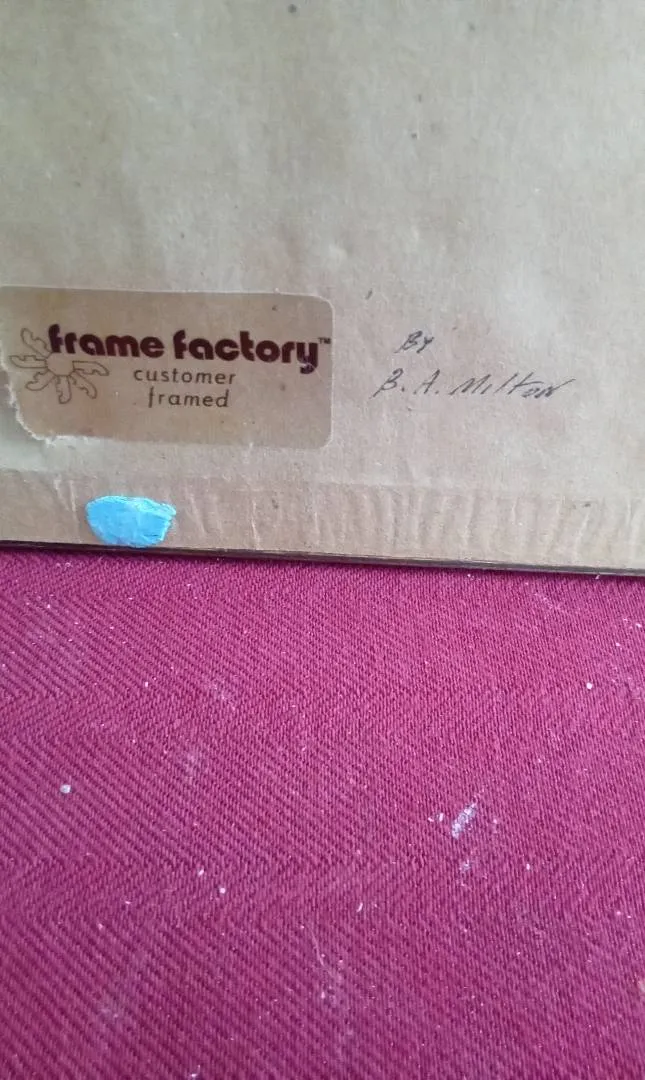 frame factory™
customer
framed
By
B. A. Milton